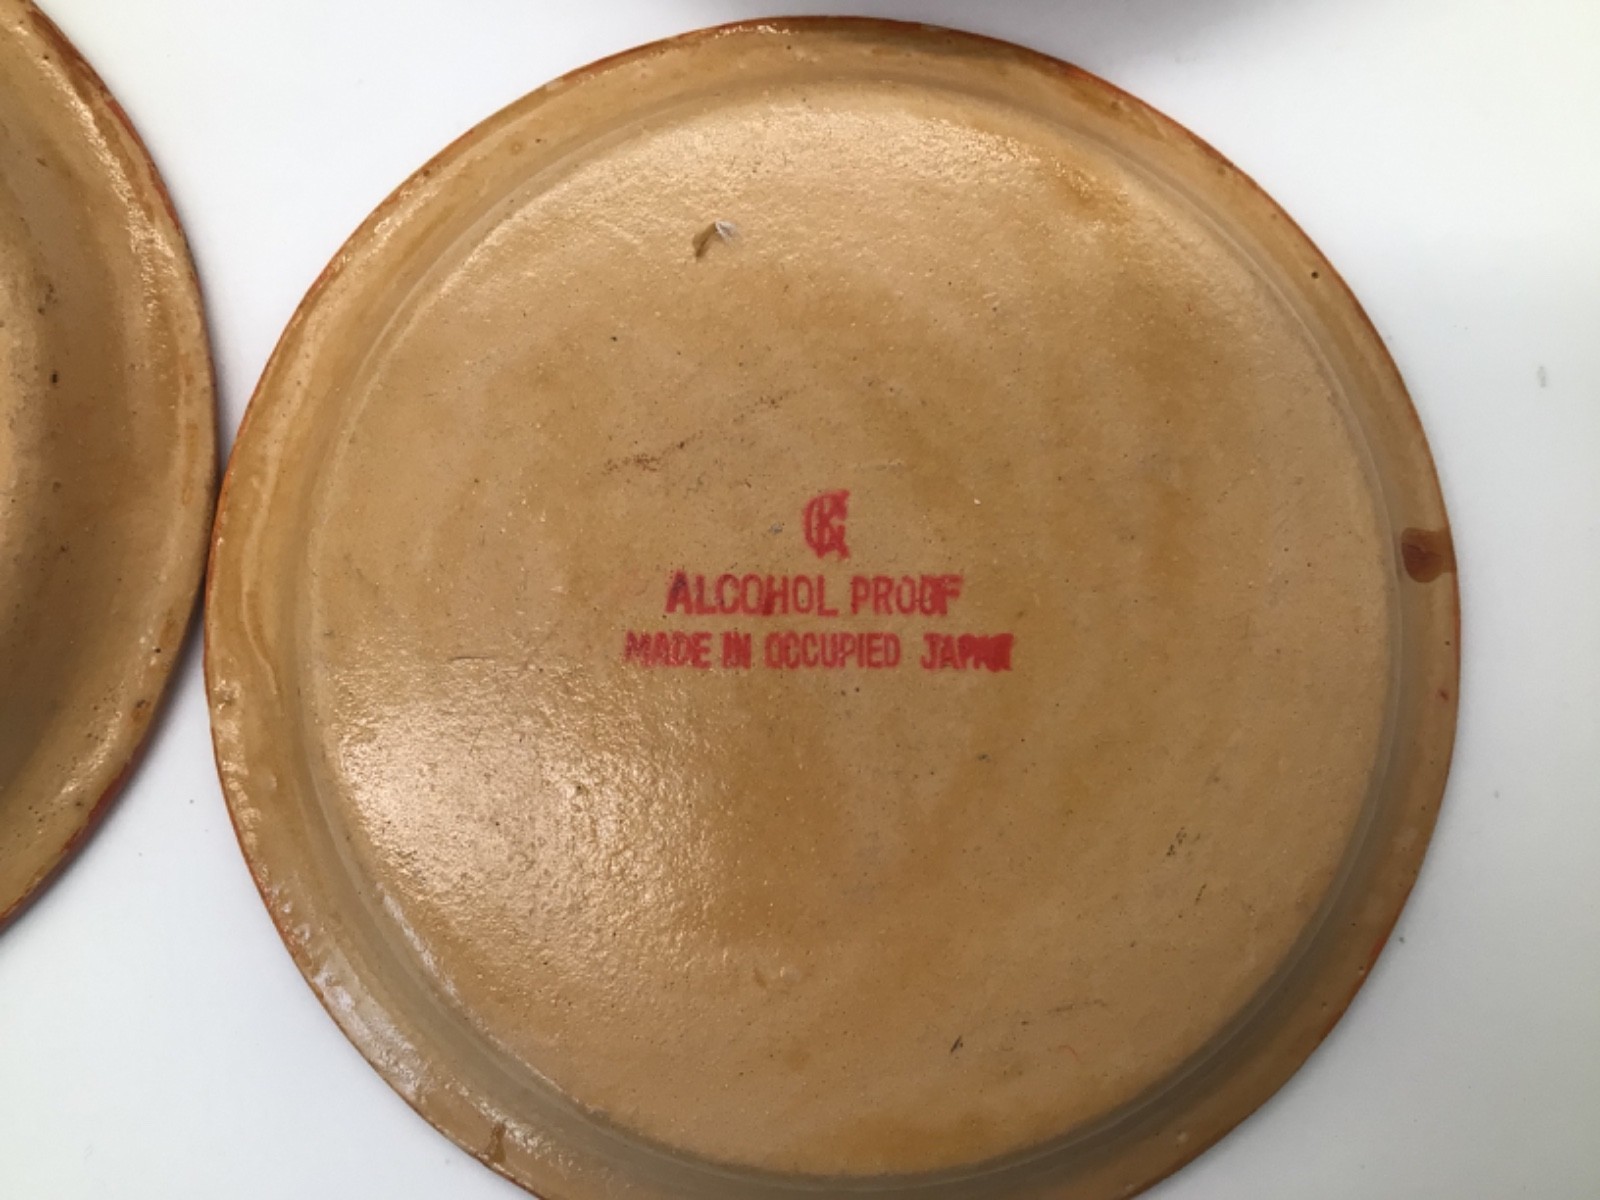 ALCOHOL PROOF
MADE IN OCCUPIED JAPAN